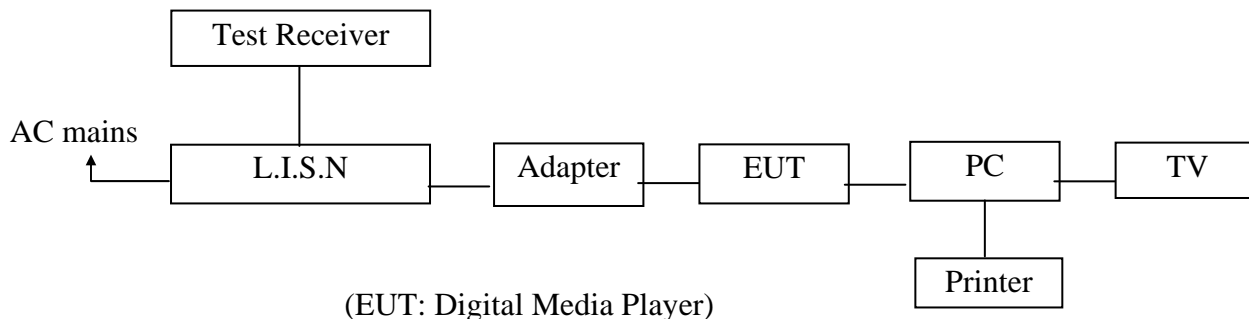 Test Receiver
AC mains
L.I.S.N
Adapter
EUT
PC
TV
Printer
(EUT: Digital Media Player)